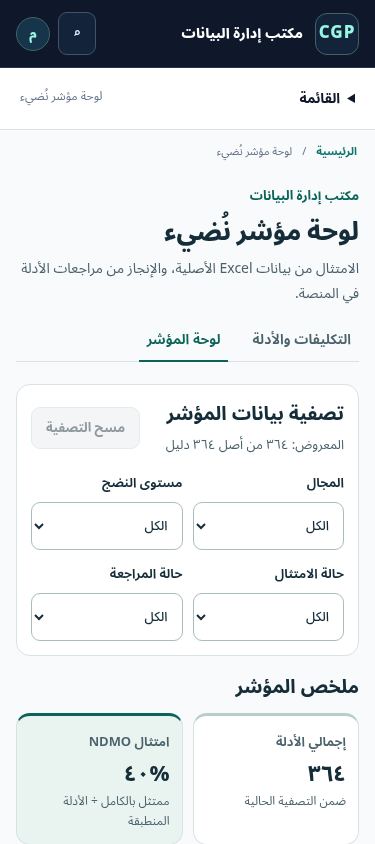 CGP
مكتب إدارة البيانات
م
◀ القائمة
لوحة مؤشر نُضيء
الرئيسية / لوحة مؤشر نُضيء
مكتب إدارة البيانات
لوحة مؤشر نُضيء
الامتثال من بيانات Excel الأصلية، والإنجاز من مراجعات الأدلة
في المنصة.
التكليفات والأدلة
لوحة المؤشر
تصفية بيانات المؤشر
المعروض: ٣٦٤ من أصل ٣٦٤ دليل
مسح التصفية
المجال
مستوى النضج
الكل
الكل
حالة الامتثال
حالة المراجعة
الكل
الكل
ملخص المؤشر
إجمالي الأدلة
٣٦٤
ضمن التصفية الحالية
امتثال NDMO
٤٠%
ممتثل بالكامل ÷ الأدلة
المنطبقة